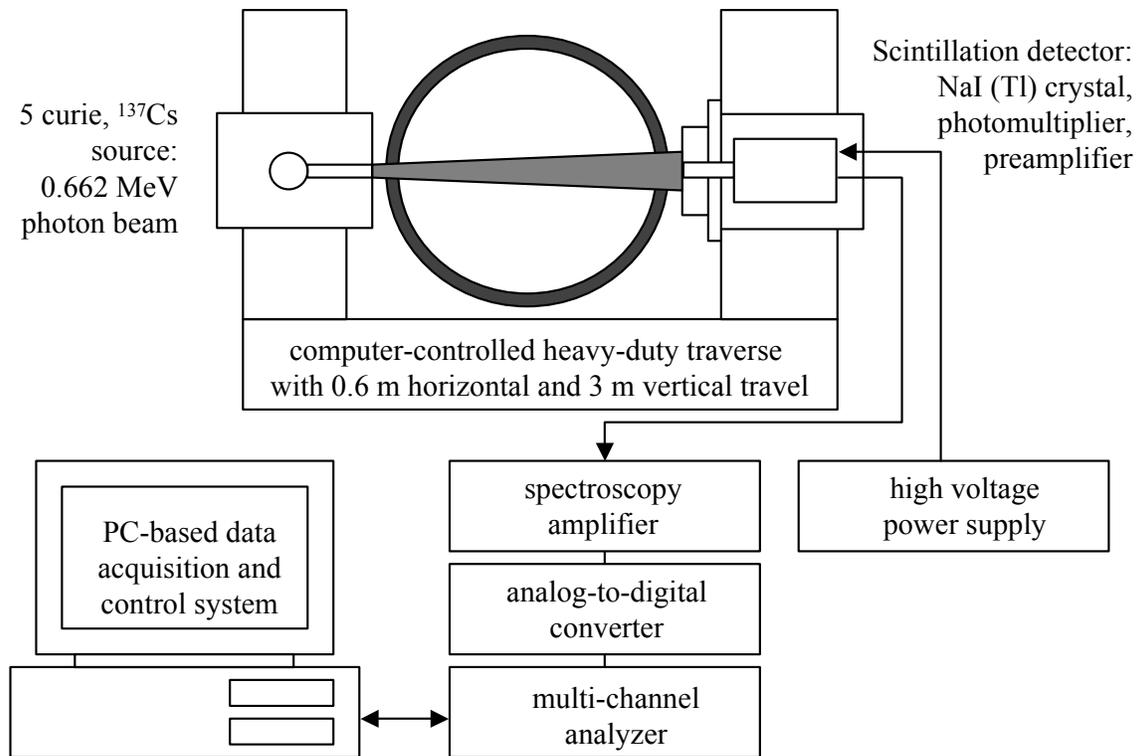 5 curie, ¹³⁷Cs
source:
0.662 MeV
photon beam
Scintillation detector:
NaI (Tl) crystal,
photomultiplier,
preamplifier
computer-controlled heavy-duty traverse
with 0.6 m horizontal and 3 m vertical travel
PC-based data
acquisition and
control system
spectroscopy
amplifier
high voltage
power supply
analog-to-digital
converter
multi-channel
analyzer